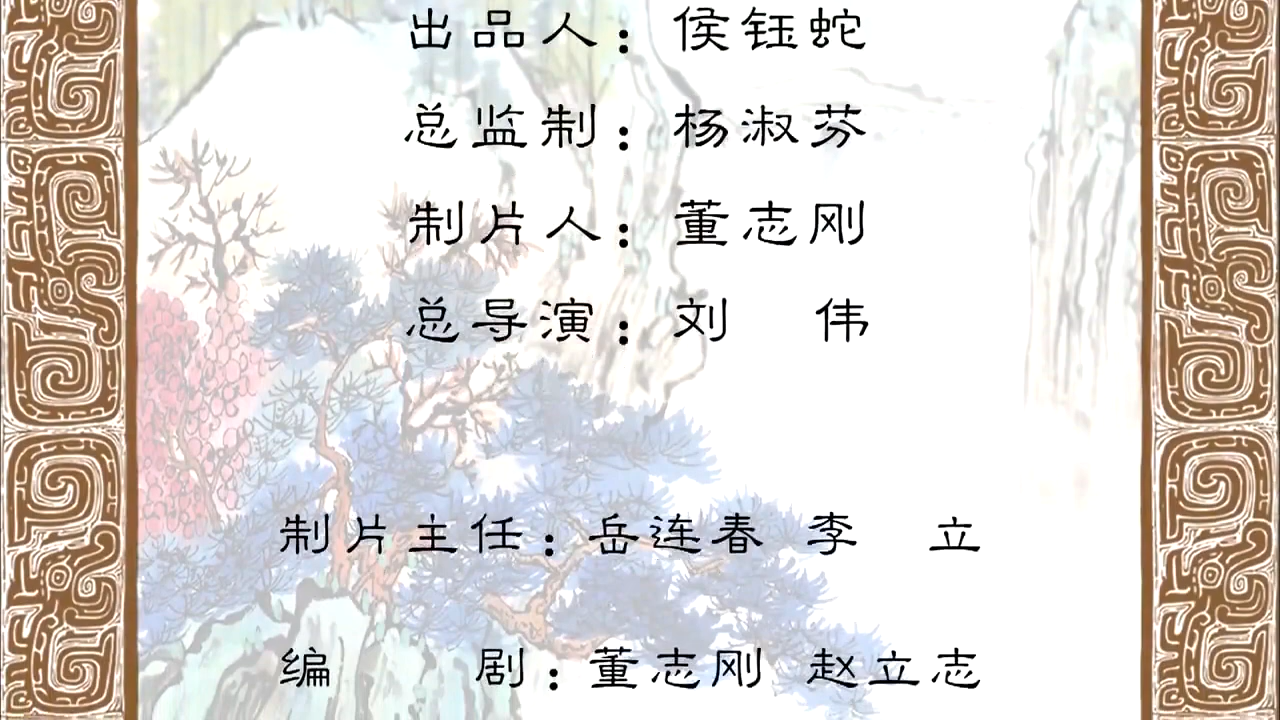 出品人：侯钰蛇
总监制：杨淑芬
制片人：董志刚
总导演：刘　伟
制片主任：岳连春 李　立
编　　剧：董志刚 赵立志